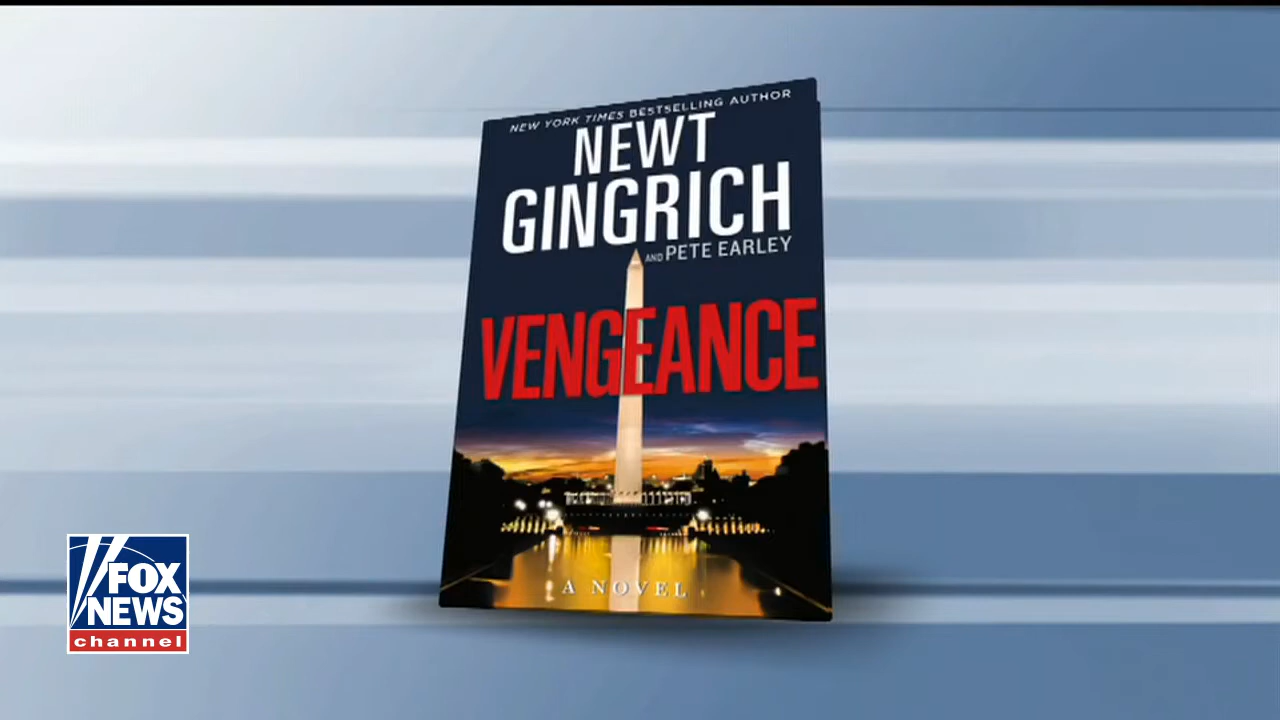 NEW YORK TIMES BESTSELLING AUTHOR
NEWT
GINGRICH
AND PETE EARLEY
VENGEANCE
A NOVEL
FOX
NEWS
channel